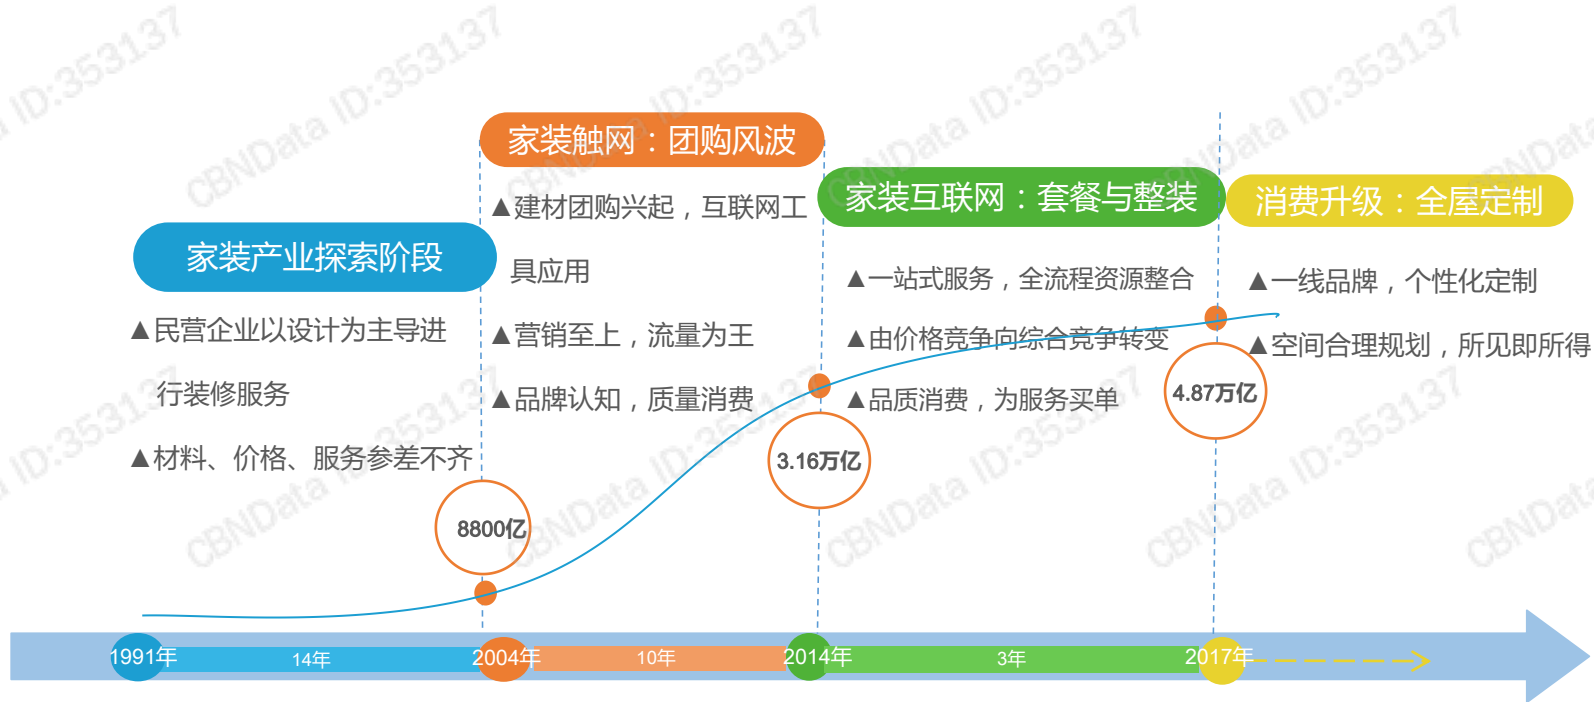 家装产业探索阶段
▲民营企业以设计为主导进
行装修服务
▲材料、价格、服务参差不齐
家装触网：团购风波
▲建材团购兴起，互联网工
具应用
▲营销至上，流量为王
▲品牌认知，质量消费
家装互联网：套餐与整装
▲一站式服务，全流程资源整合
▲由价格竞争向综合竞争转变
▲品质消费，为服务买单
消费升级：全屋定制
▲一线品牌，个性化定制
▲空间合理规划，所见即所得
8800亿
3.16万亿
4.87万亿
1991年
14年
2004年
10年
2014年
3年
2017年
CBNData ID:353137